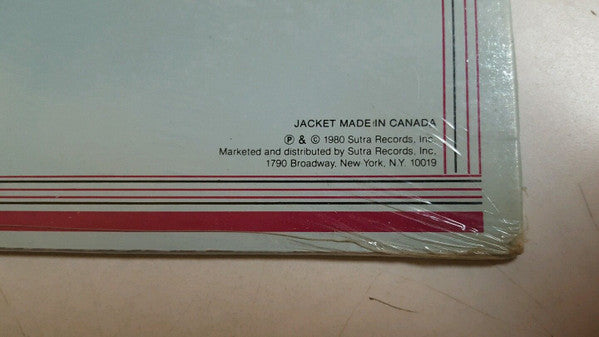 JACKET MADE IN CANADA
℗ & © 1980 Sutra Records, Inc.
Marketed and distributed by Sutra Records, Inc.
1790 Broadway, New York, N.Y. 10019